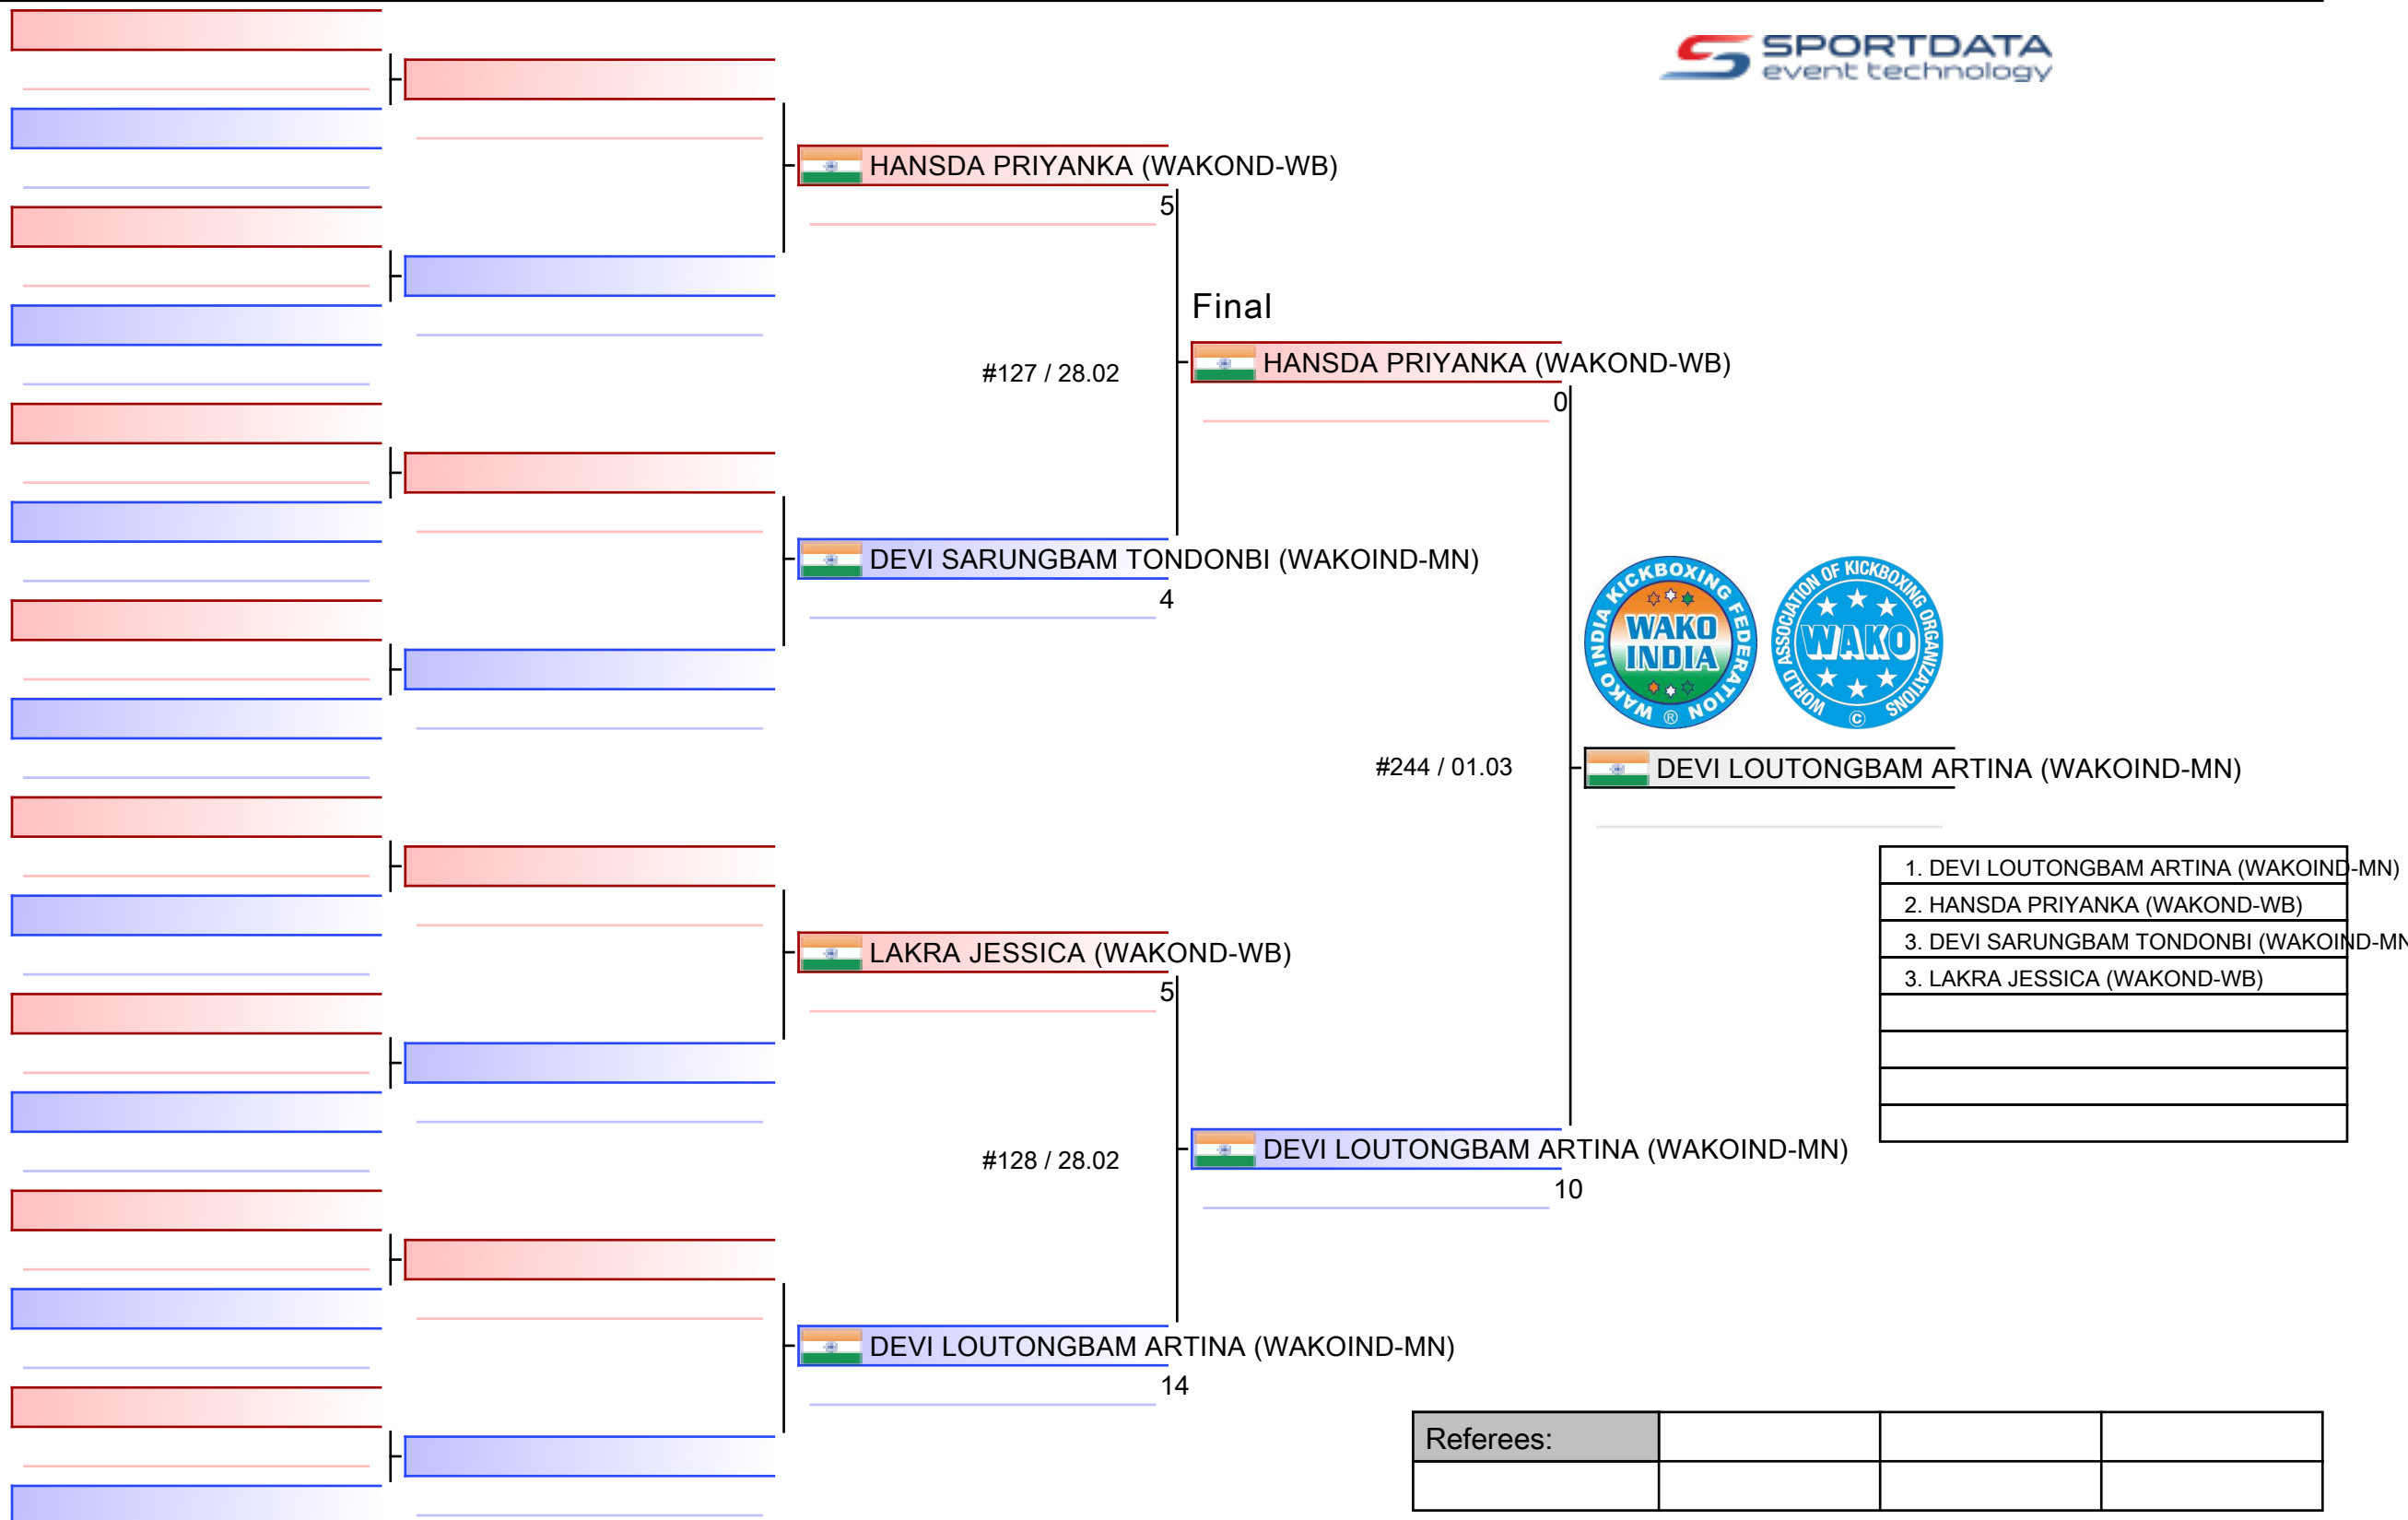 SPORTDATA
event technology
HANSDA PRIYANKA (WAKOND-WB)
5
Final
#127 / 28.02
HANSDA PRIYANKA (WAKOND-WB)
0
DEVI SARUNGBAM TONDONBI (WAKOIND-MN)
4
WAKO INDIA KICKBOXING FEDERATION
WAKO
INDIA
®
WORLD ASSOCIATION OF KICKBOXING ORGANIZATIONS
WAKO
©
#244 / 01.03
DEVI LOUTONGBAM ARTINA (WAKOIND-MN)
1. DEVI LOUTONGBAM ARTINA (WAKOIND-MN)
2. HANSDA PRIYANKA (WAKOND-WB)
3. DEVI SARUNGBAM TONDONBI (WAKOIND-MN
3. LAKRA JESSICA (WAKOND-WB)
LAKRA JESSICA (WAKOND-WB)
5
#128 / 28.02
DEVI LOUTONGBAM ARTINA (WAKOIND-MN)
10
DEVI LOUTONGBAM ARTINA (WAKOIND-MN)
14
Referees: